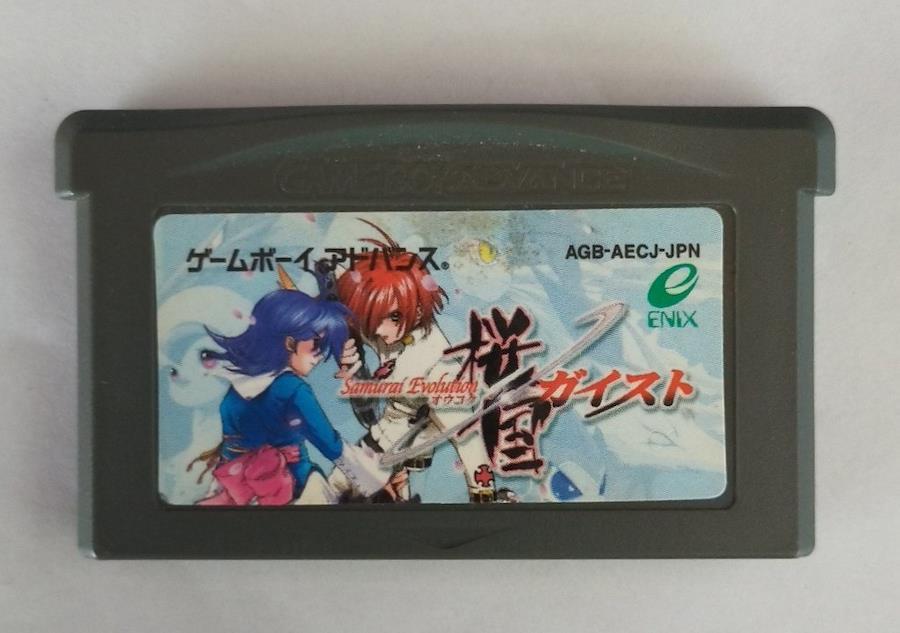 GAME BOY ADVANCE
ゲームボーイアドバンス®
AGB-AECJ-JPN
ENIX
Samurai Evolution
オウコク
桜国
ガイスト